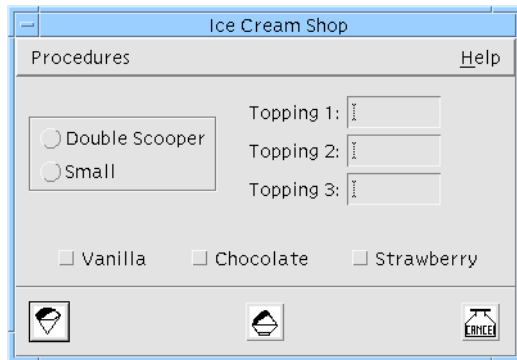 Ice Cream Shop
Procedures Help
Topping 1:
Double Scooper
Topping 2:
Small
Topping 3:
Vanilla Chocolate Strawberry
CANCEL